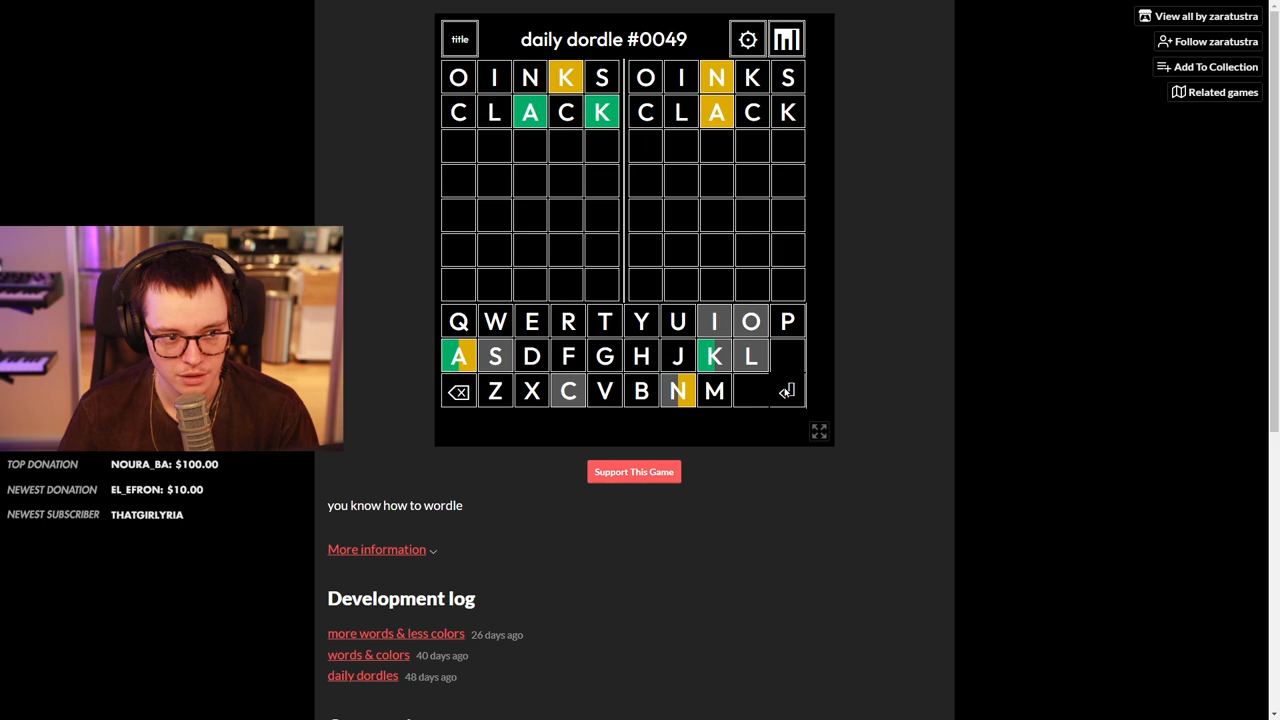 View all by zaratustra
Follow zaratustra
Add To Collection
Related games
title
daily dordle #0049
O I N K S O I N K S
C L A C K C L A C K
Q W E R T Y U I O P
A S D F G H J K L
Z X C V B N M
Support This Game
you know how to wordle
More information
Development log
more words & less colors 26 days ago
words & colors 40 days ago
daily dordles 48 days ago
TOP DONATION NOURA_BA: $100.00
NEWEST DONATION EL_EFRON: $10.00
NEWEST SUBSCRIBER THATGIRLYRIA